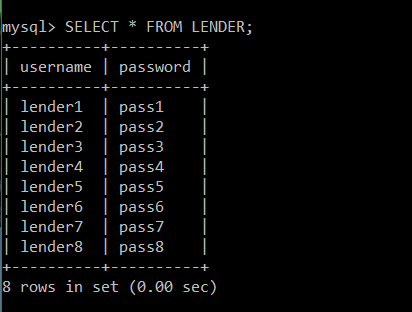 mysql> SELECT * FROM LENDER;
+----------+----------+
| username | password |
+----------+----------+
| lender1  | pass1    |
| lender2  | pass2    |
| lender3  | pass3    |
| lender4  | pass4    |
| lender5  | pass5    |
| lender6  | pass6    |
| lender7  | pass7    |
| lender8  | pass8    |
+----------+----------+
8 rows in set (0.00 sec)